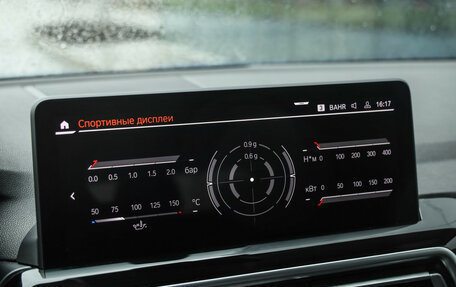 3 BAHR 16:17
Спортивные дисплеи
0.9 g
0.6 g
0.0 0.5 1.0 1.5 2.0 бар
50 75 100 125 150 °C
Н*м 0 100 200 300 400
кВт 0 50 100 150 200